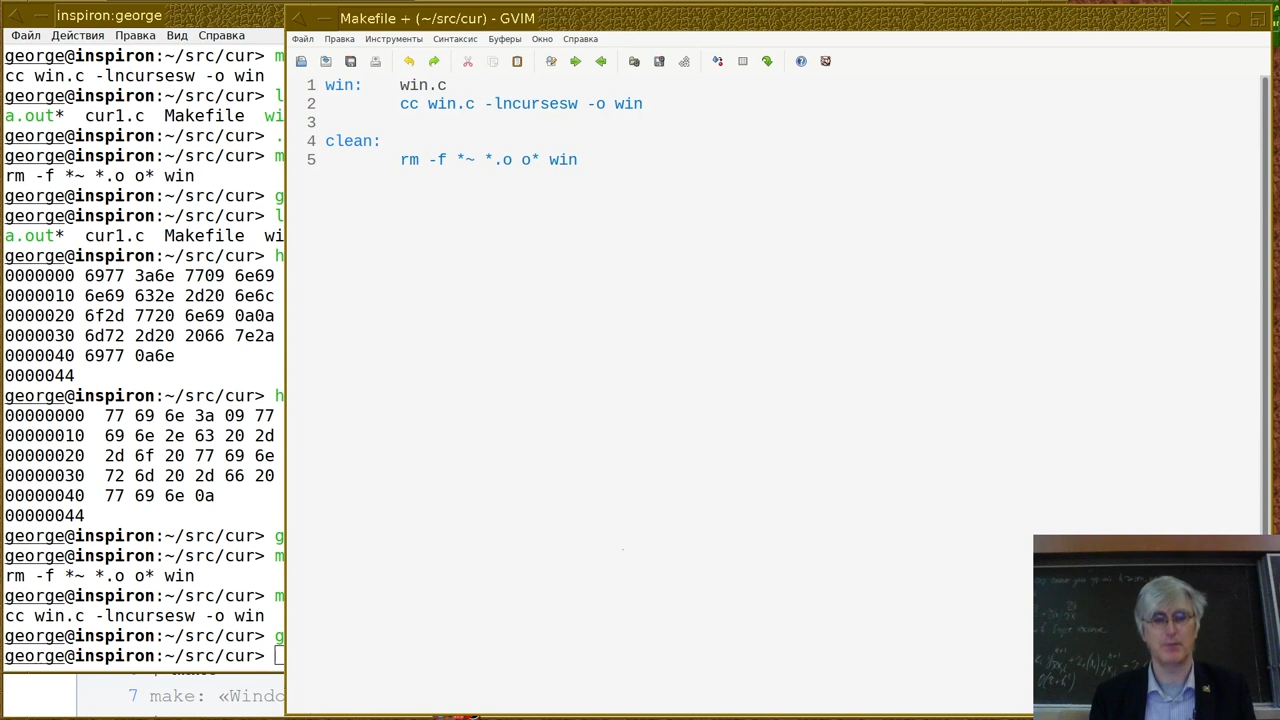 inspiron:george
Файл Действия Правка Вид Справка
george@inspiron:~/src/cur> m
cc win.c -lncursesw -o win
george@inspiron:~/src/cur> l
a.out* cur1.c Makefile wi
george@inspiron:~/src/cur> .
george@inspiron:~/src/cur> m
rm -f *~ *.o o* win
george@inspiron:~/src/cur> g
george@inspiron:~/src/cur> l
a.out* cur1.c Makefile wi
george@inspiron:~/src/cur> h
0000000 6977 3a6e 7709 6e69
0000010 6e69 632e 2d20 6e6c
0000020 6f2d 7720 6e69 0a0a
0000030 6d72 2d20 2066 7e2a
0000040 6977 0a6e
0000044
george@inspiron:~/src/cur> h
00000000 77 69 6e 3a 09 77
00000010 69 6e 2e 63 20 2d
00000020 2d 6f 20 77 69 6e
00000030 72 6d 20 2d 66 20
00000040 77 69 6e 0a
00000044
george@inspiron:~/src/cur> g
george@inspiron:~/src/cur> m
rm -f *~ *.o o* win
george@inspiron:~/src/cur> m
cc win.c -lncursesw -o win
george@inspiron:~/src/cur> g
george@inspiron:~/src/cur>
7 make: «Windo
Makefile + (~/src/cur) - GVIM
Файл Правка Инструменты Синтаксис Буферы Окно Справка
1 win: win.c
2 cc win.c -lncursesw -o win
3
4 clean:
5 rm -f *~ *.o o* win